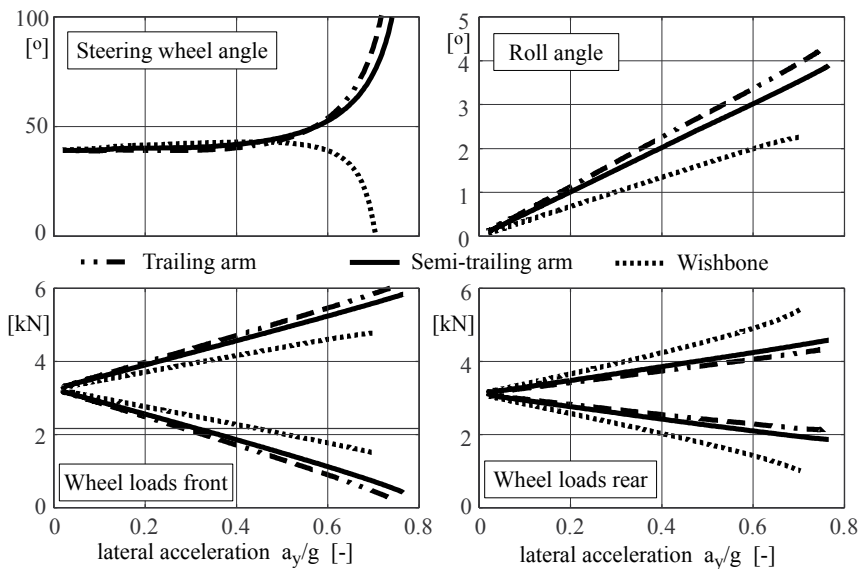 100
[º]
Steering wheel angle
50
0
5
[º]
Roll angle
4
3
2
1
0
Trailing arm
Semi-trailing arm
Wishbone
6
[kN]
4
2
Wheel loads front
0
0
0.2
0.4
0.6
0.8
lateral acceleration ay/g [-]
6
[kN]
4
2
Wheel loads rear
0
0
0.2
0.4
0.6
0.8
lateral acceleration ay/g [-]